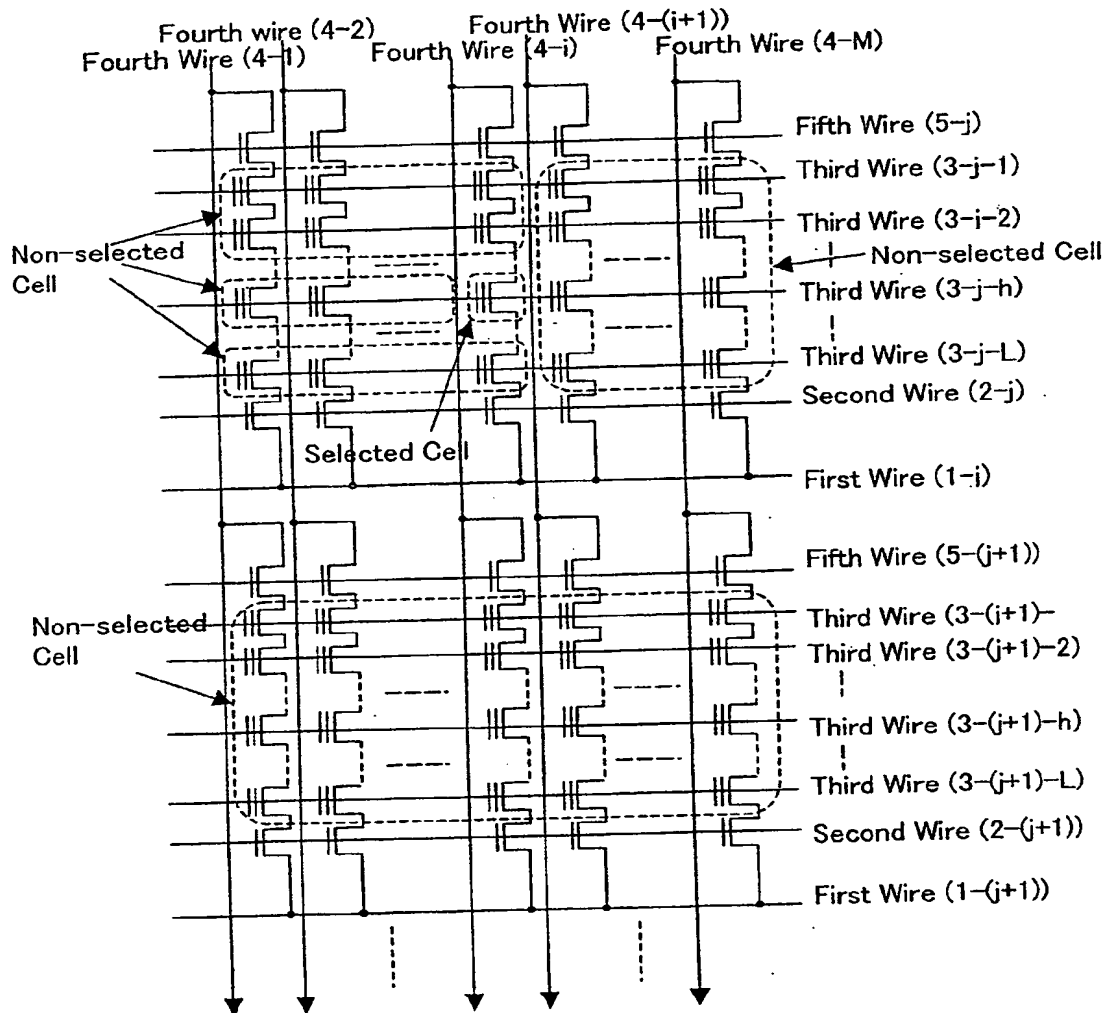 Fourth wire (4-2)
Fourth Wire (4-(i+1))
Fourth Wire (4-1)
Fourth Wire (4-i)
Fourth Wire (4-M)
Fifth Wire (5-j)
Third Wire (3-j-1)
Third Wire (3-j-2)
Non-selected
Cell
Non-selected Cell
Third Wire (3-j-h)
Third Wire (3-j-L)
Second Wire (2-j)
Selected Cell
First Wire (1-j)
Fifth Wire (5-(j+1))
Non-selected
Cell
Third Wire (3-(j+1)-
Third Wire (3-(j+1)-2)
Third Wire (3-(j+1)-h)
Third Wire (3-(j+1)-L)
Second Wire (2-(j+1))
First Wire (1-(j+1))